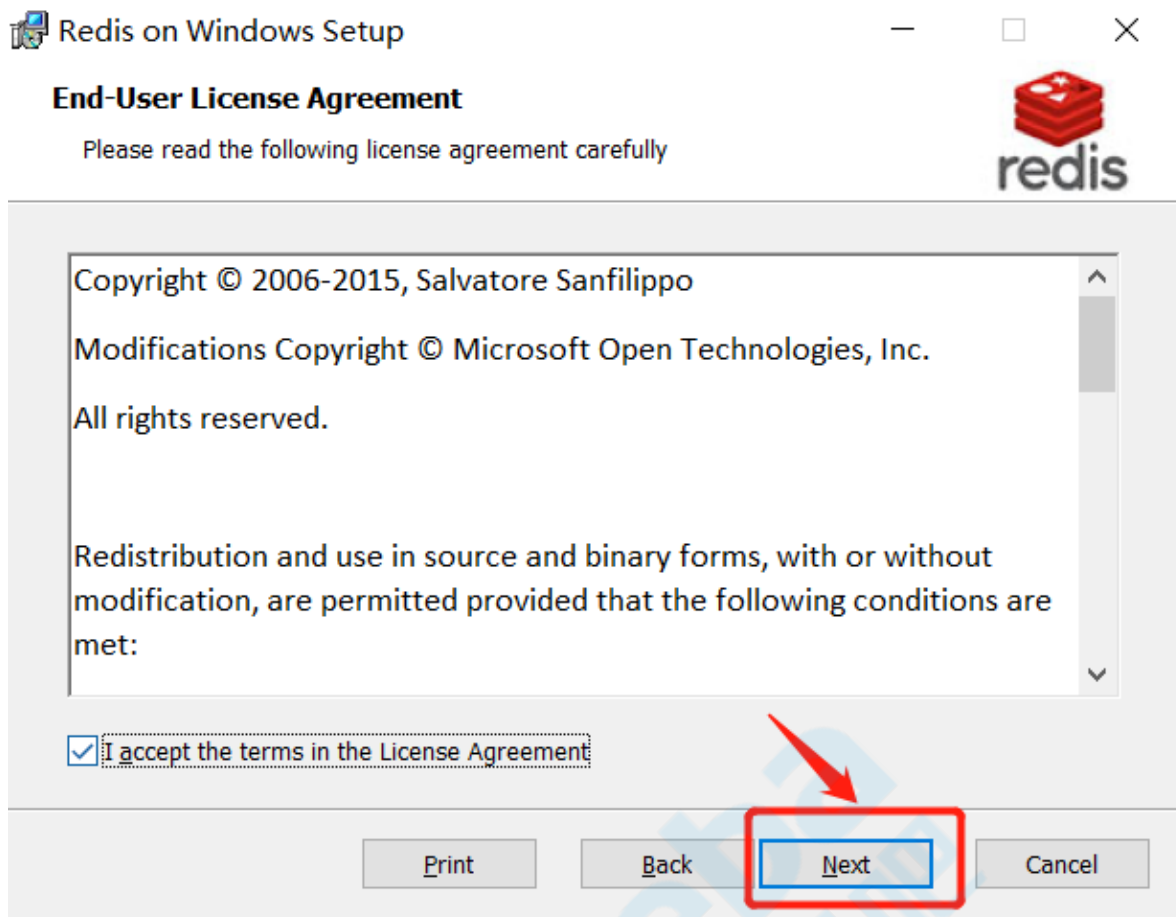 Redis on Windows Setup
End-User License Agreement
Please read the following license agreement carefully
redis
Copyright © 2006-2015, Salvatore Sanfilippo
Modifications Copyright © Microsoft Open Technologies, Inc.
All rights reserved.
Redistribution and use in source and binary forms, with or without
modification, are permitted provided that the following conditions are
met:
I accept the terms in the License Agreement
Print
Back
Next
Cancel